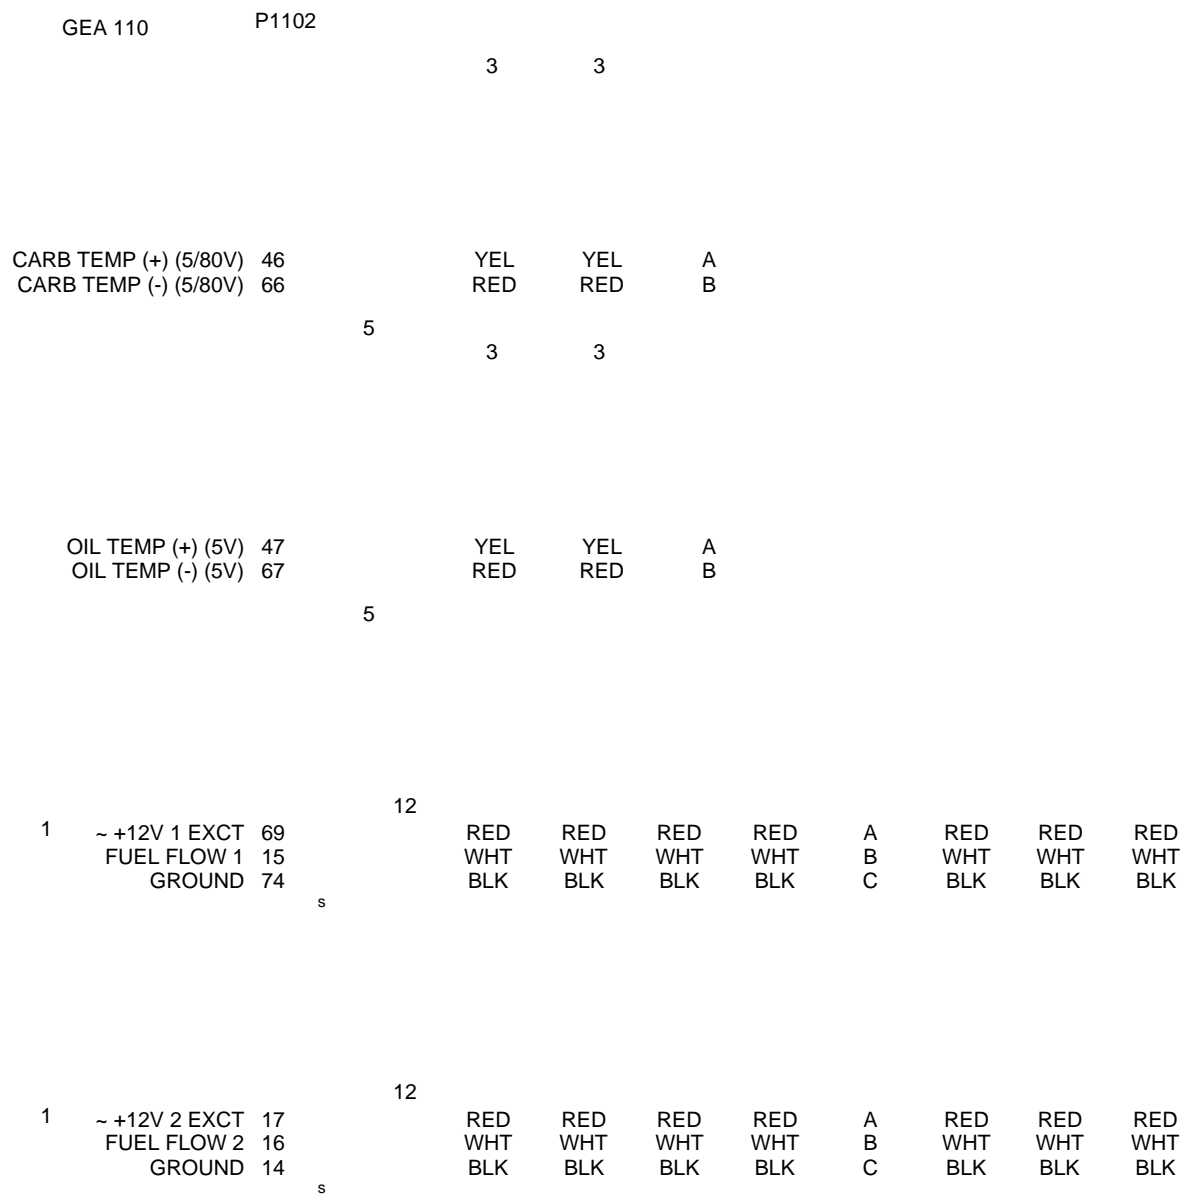 GEA 110 P1102
3 3
CARB TEMP (+) (5/80V) 46 YEL YEL A
CARB TEMP (-) (5/80V) 66 RED RED B
5
3 3
OIL TEMP (+) (5V) 47 YEL YEL A
OIL TEMP (-) (5V) 67 RED RED B
5
12
1 ~ +12V 1 EXCT 69 RED RED RED RED A RED RED RED
FUEL FLOW 1 15 WHT WHT WHT WHT B WHT WHT WHT
GROUND 74 BLK BLK BLK BLK C BLK BLK BLK
s
12
1 ~ +12V 2 EXCT 17 RED RED RED RED A RED RED RED
FUEL FLOW 2 16 WHT WHT WHT WHT B WHT WHT WHT
GROUND 14 BLK BLK BLK BLK C BLK BLK BLK
s